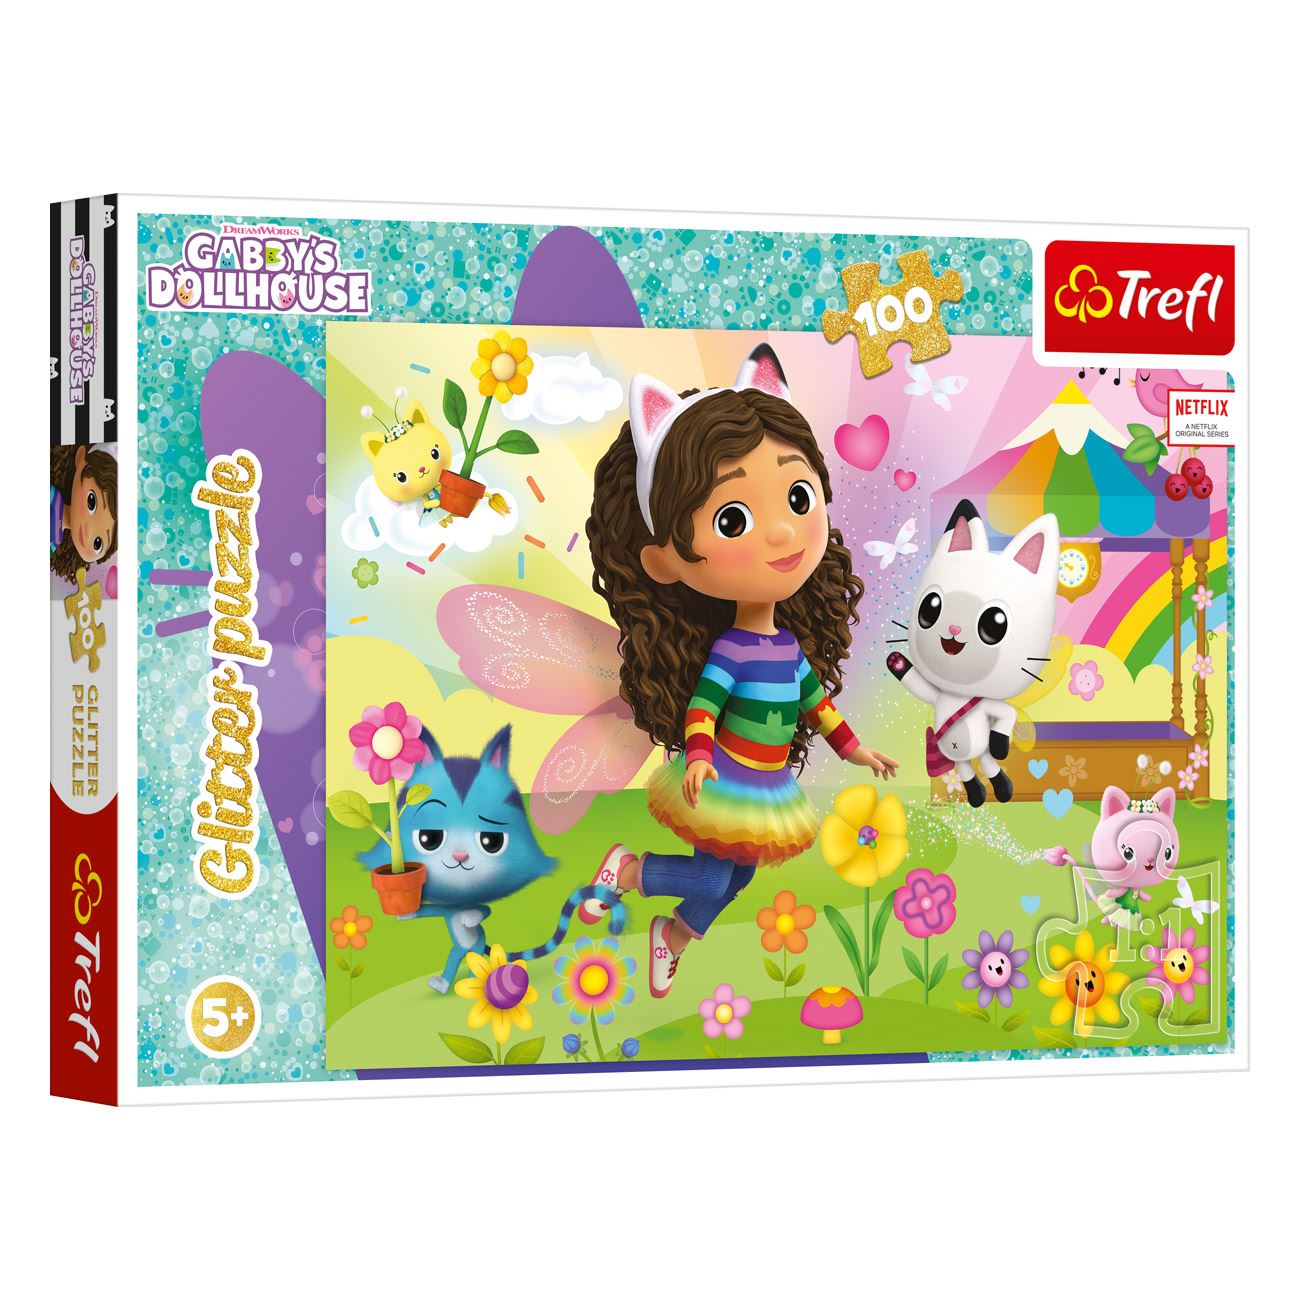 DREAMWORKS
GABBY'S
DOLLHOUSE
100
Trefl
NETFLIX
A NETFLIX
ORIGINAL SERIES
Glitter puzzle
5+
1:1
DREAMWORKS
GABBY'S
DOLLHOUSE
100
GLITTER
PUZZLE
Trefl